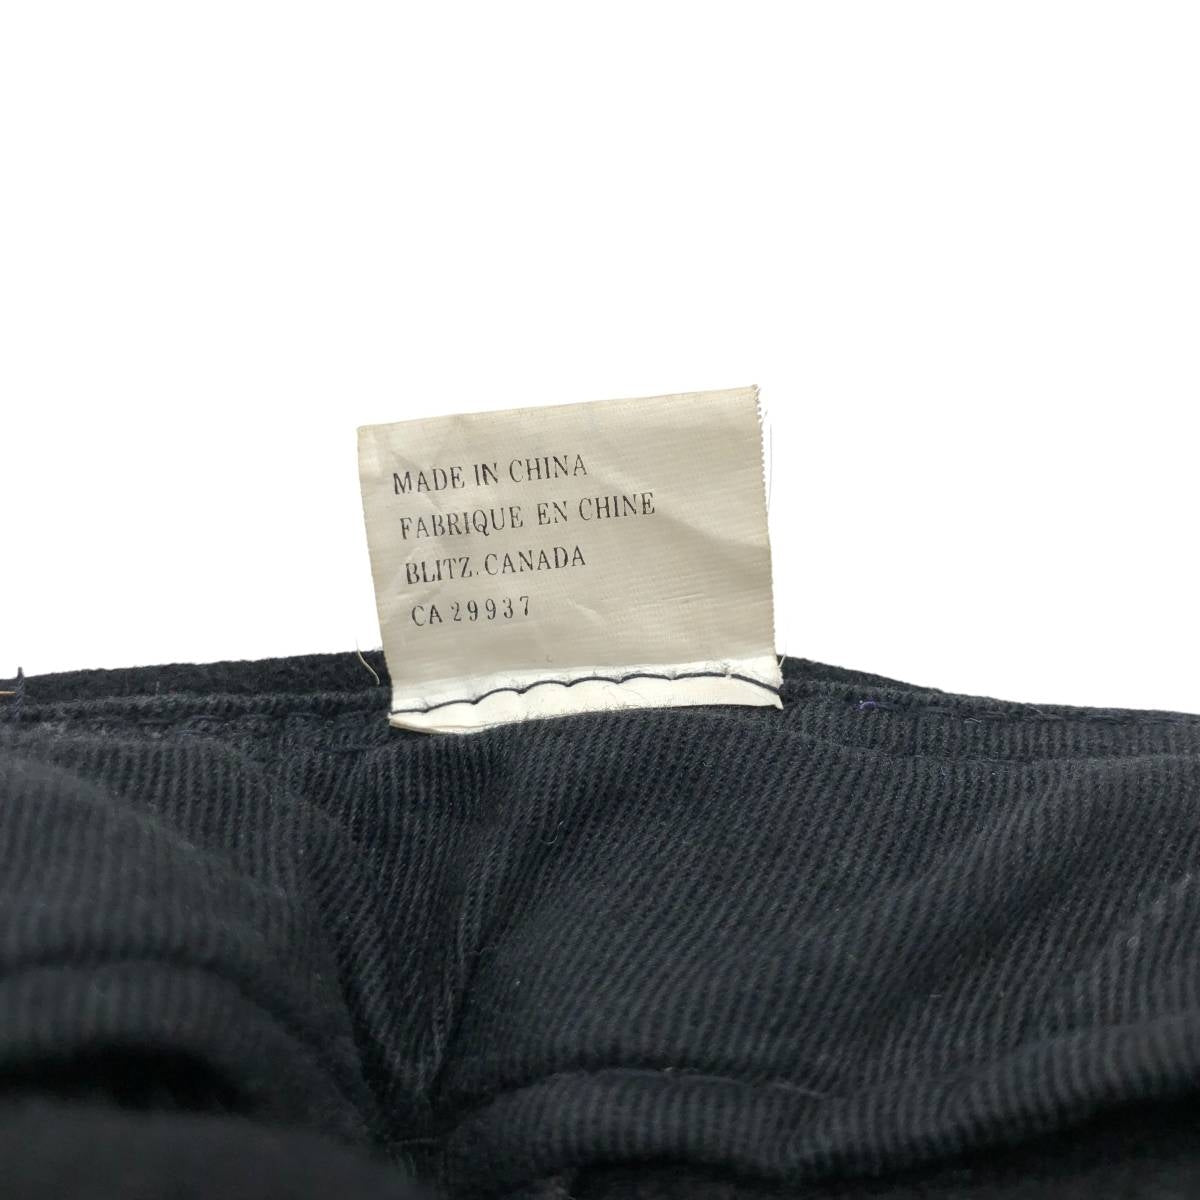 MADE IN CHINA
FABRIQUE EN CHINE
BLITZ. CANADA
CA 29937